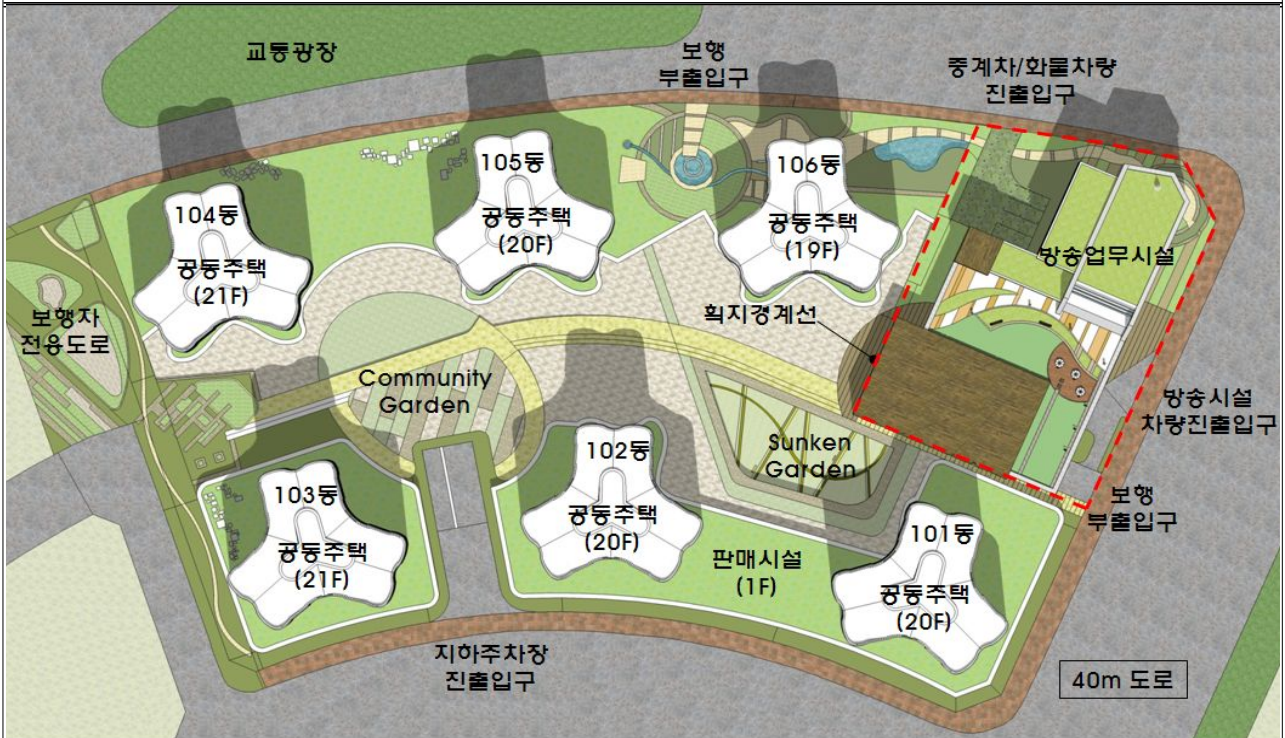 교통광장
보행
부출입구
중계차/화물차량
진출입구
105동
공동주택
(20F)
106동
공동주택
(19F)
104동
공동주택
(21F)
방송업무시설
보행자
전용도로
획지경계선
Community
Garden
Sunken
Garden
방송시설
차량진출입구
102동
공동주택
(20F)
103동
공동주택
(21F)
보행
부출입구
101동
공동주택
(20F)
판매시설
(1F)
지하주차장
진출입구
40m 도로